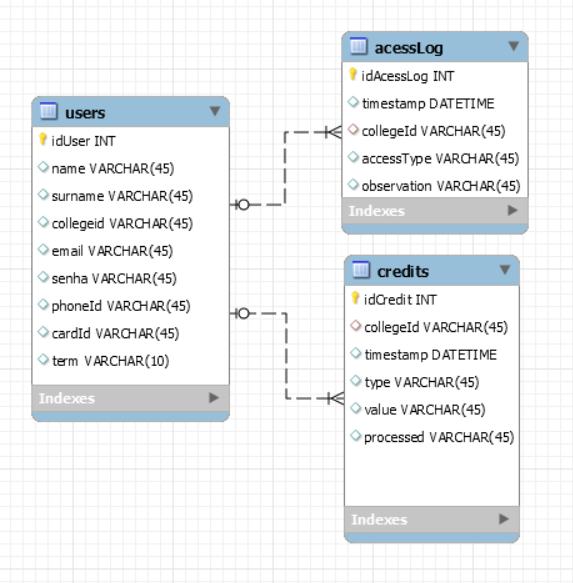 users
idUser INT
name VARCHAR(45)
surname VARCHAR(45)
collegeid VARCHAR(45)
email VARCHAR(45)
senha VARCHAR(45)
phoneId VARCHAR(45)
cardId VARCHAR(45)
term VARCHAR(10)
Indexes
acessLog
idAcessLog INT
timestamp DATETIME
collegeId VARCHAR(45)
accessType VARCHAR(45)
observation VARCHAR(45)
Indexes
credits
idCredit INT
collegeId VARCHAR(45)
timestamp DATETIME
type VARCHAR(45)
value VARCHAR(45)
processed VARCHAR(45)
Indexes